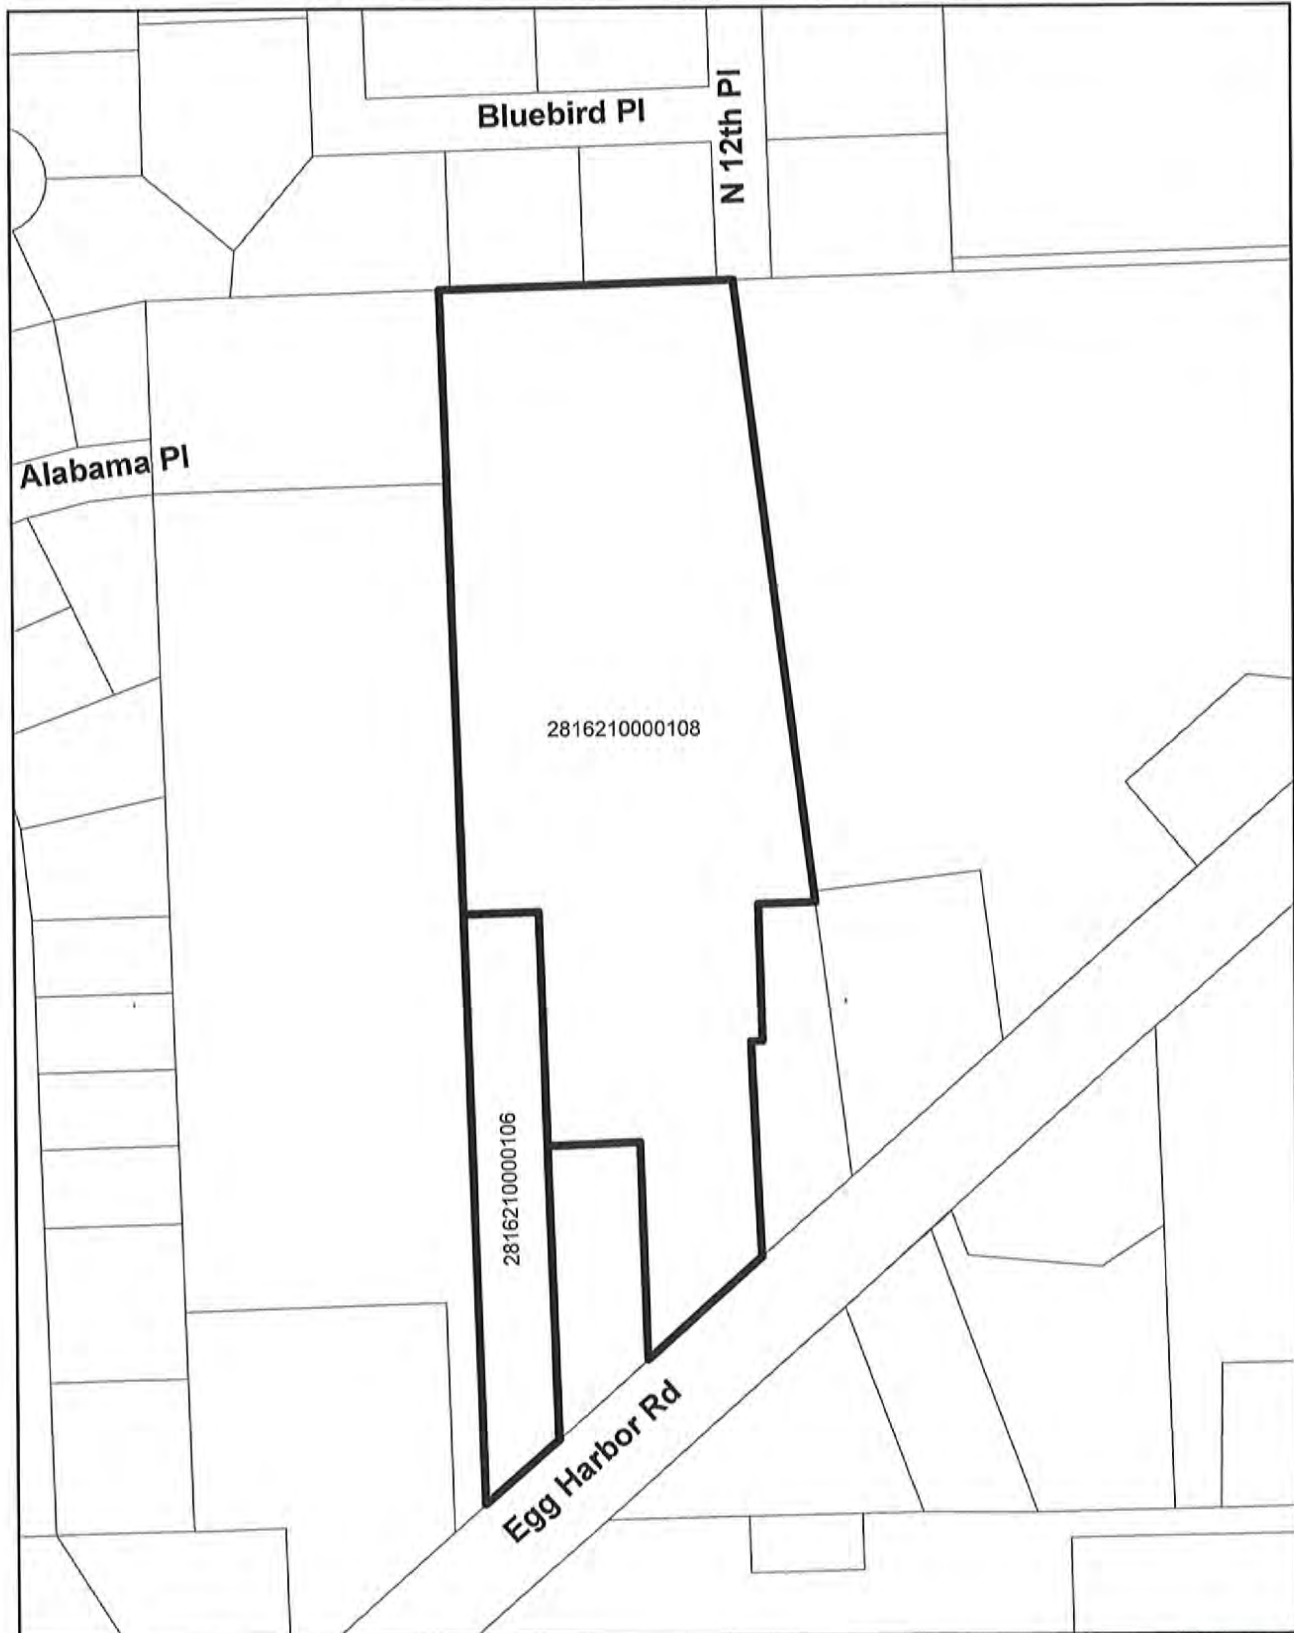 Bluebird Pl
N 12th Pl
Alabama Pl
2816210000108
2816210000106
Egg Harbor Rd